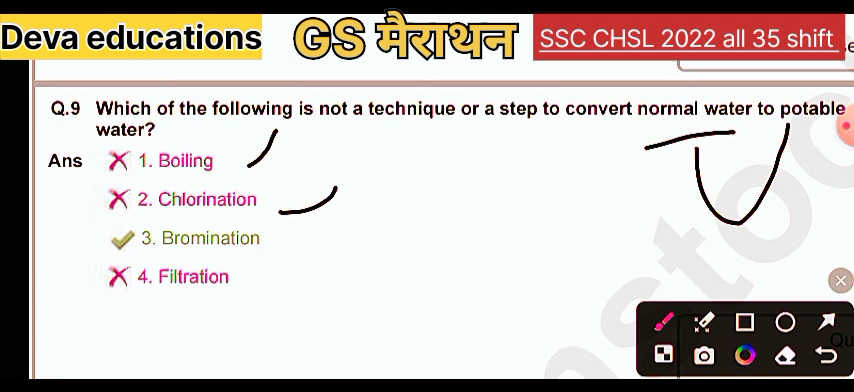 Deva educations GS मैराथन SSC CHSL 2022 all 35 shift
Q.9 Which of the following is not a technique or a step to convert normal water to potable
water?
Ans 1. Boiling
2. Chlorination
3. Bromination
4. Filtration